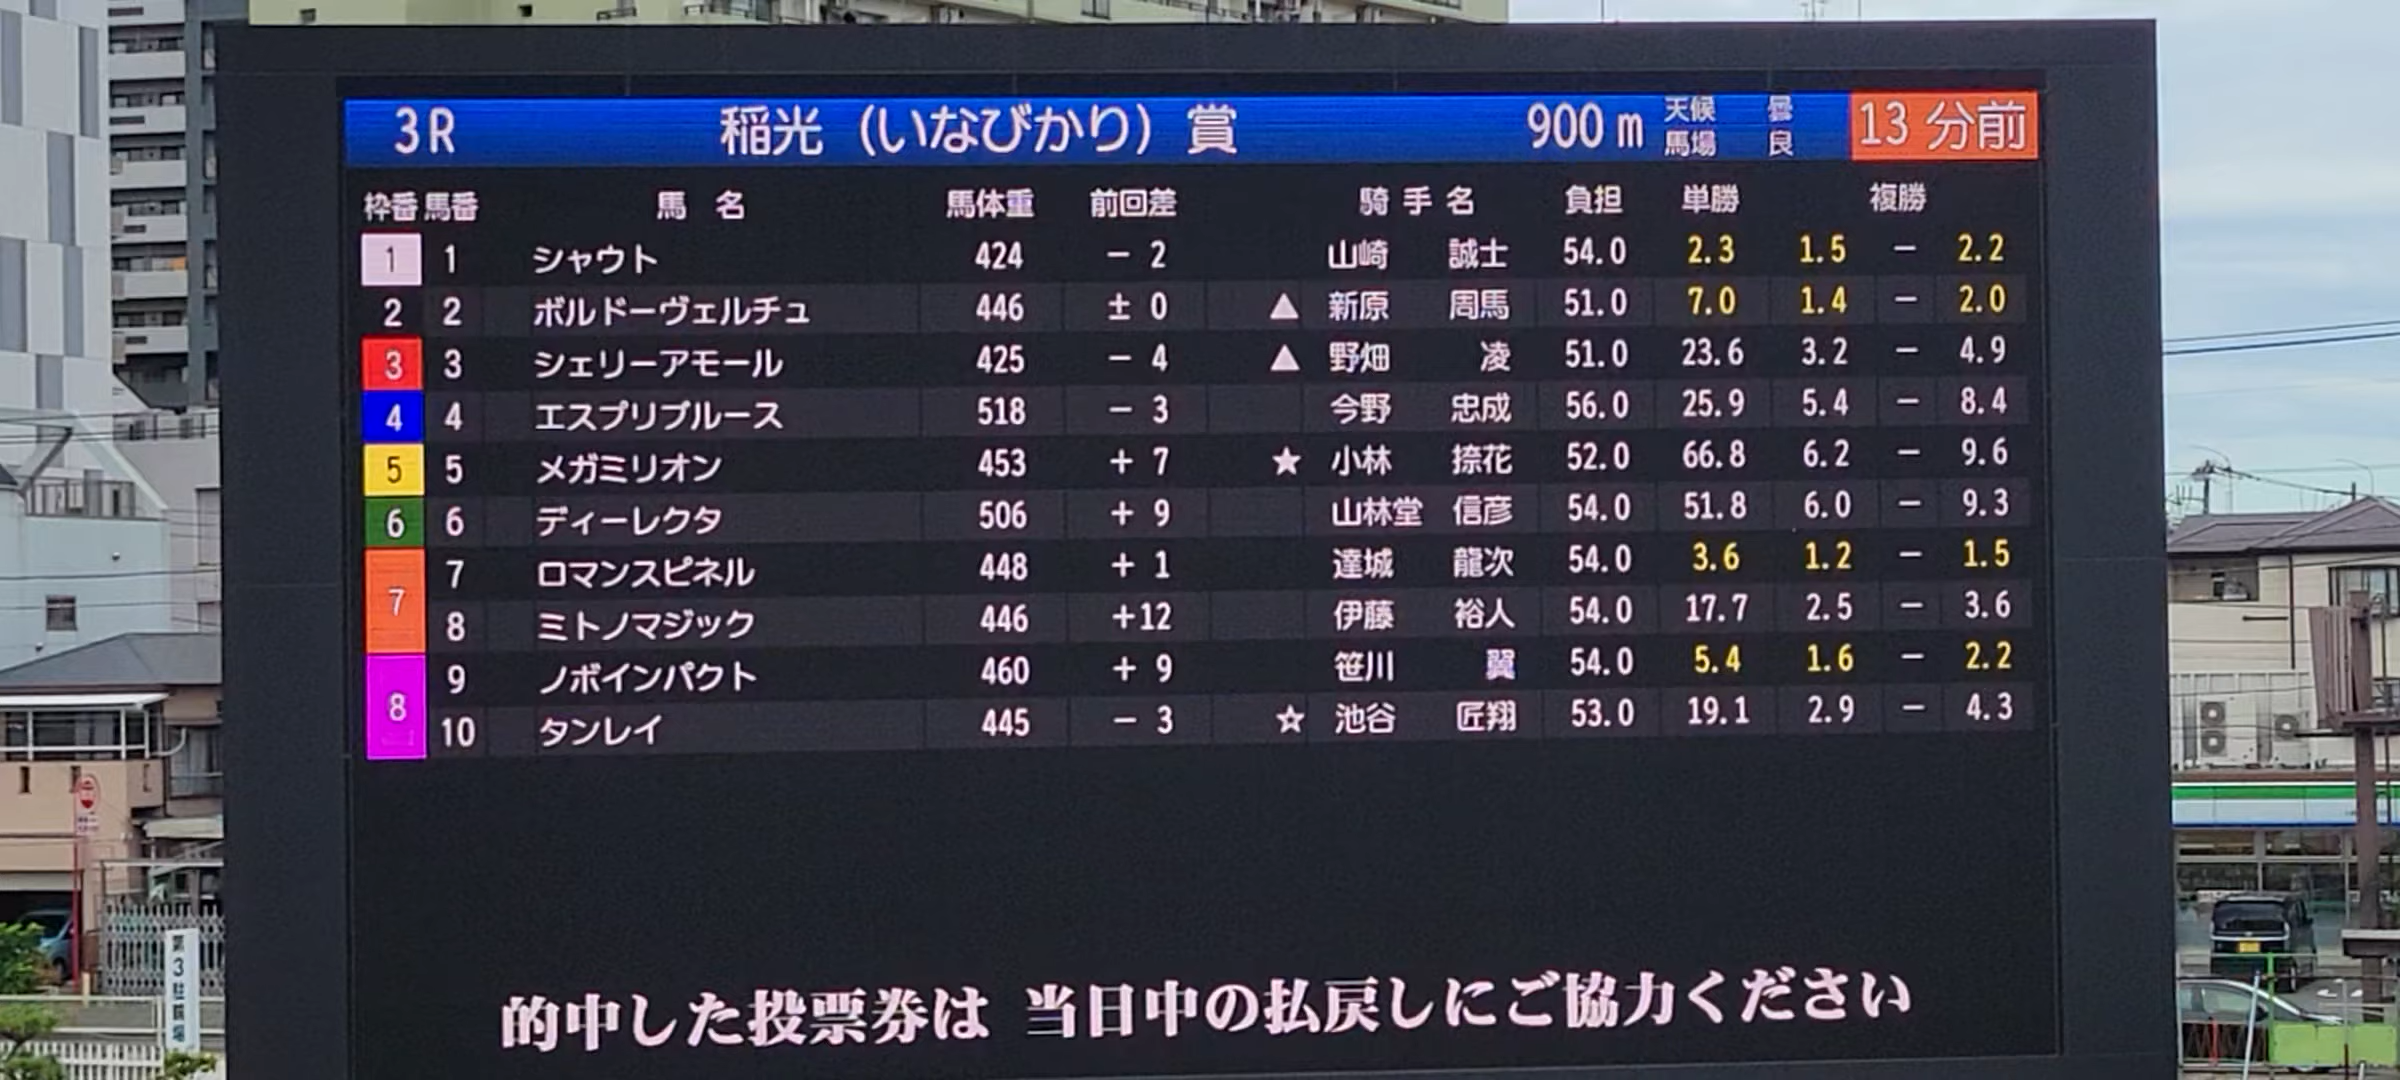 3R 稲光（いなびかり）賞 900m 天候 曇 馬場 良 13分前
枠番 馬番 馬名 馬体重 前回差 騎手名 負担 単勝 複勝
1 1 シャウト 424 － 2 山崎 誠士 54.0 2.3 1.5 － 2.2
2 2 ボルドーヴェルチュ 446 ± 0 ▲ 新原 周馬 51.0 7.0 1.4 － 2.0
3 3 シェリーアモール 425 － 4 ▲ 野畑 凌 51.0 23.6 3.2 － 4.9
4 4 エスプリブルース 518 － 3 今野 忠成 56.0 25.9 5.4 － 8.4
5 5 メガミリオン 453 + 7 ★ 小林 捺花 52.0 66.8 6.2 － 9.6
6 6 ディーレクタ 506 + 9 山林堂 信彦 54.0 51.8 6.0 － 9.3
7 7 ロマンスピネル 448 + 1 達城 龍次 54.0 3.6 1.2 － 1.5
8 ミトノマジック 446 +12 伊藤 裕人 54.0 17.7 2.5 － 3.6
8 9 ノボインパクト 460 + 9 笹川 翼 54.0 5.4 1.6 － 2.2
10 タンレイ 445 － 3 ☆ 池谷 匠翔 53.0 19.1 2.9 － 4.3
的中した投票券は 当日中の払戻しにご協力ください
第3駐車場